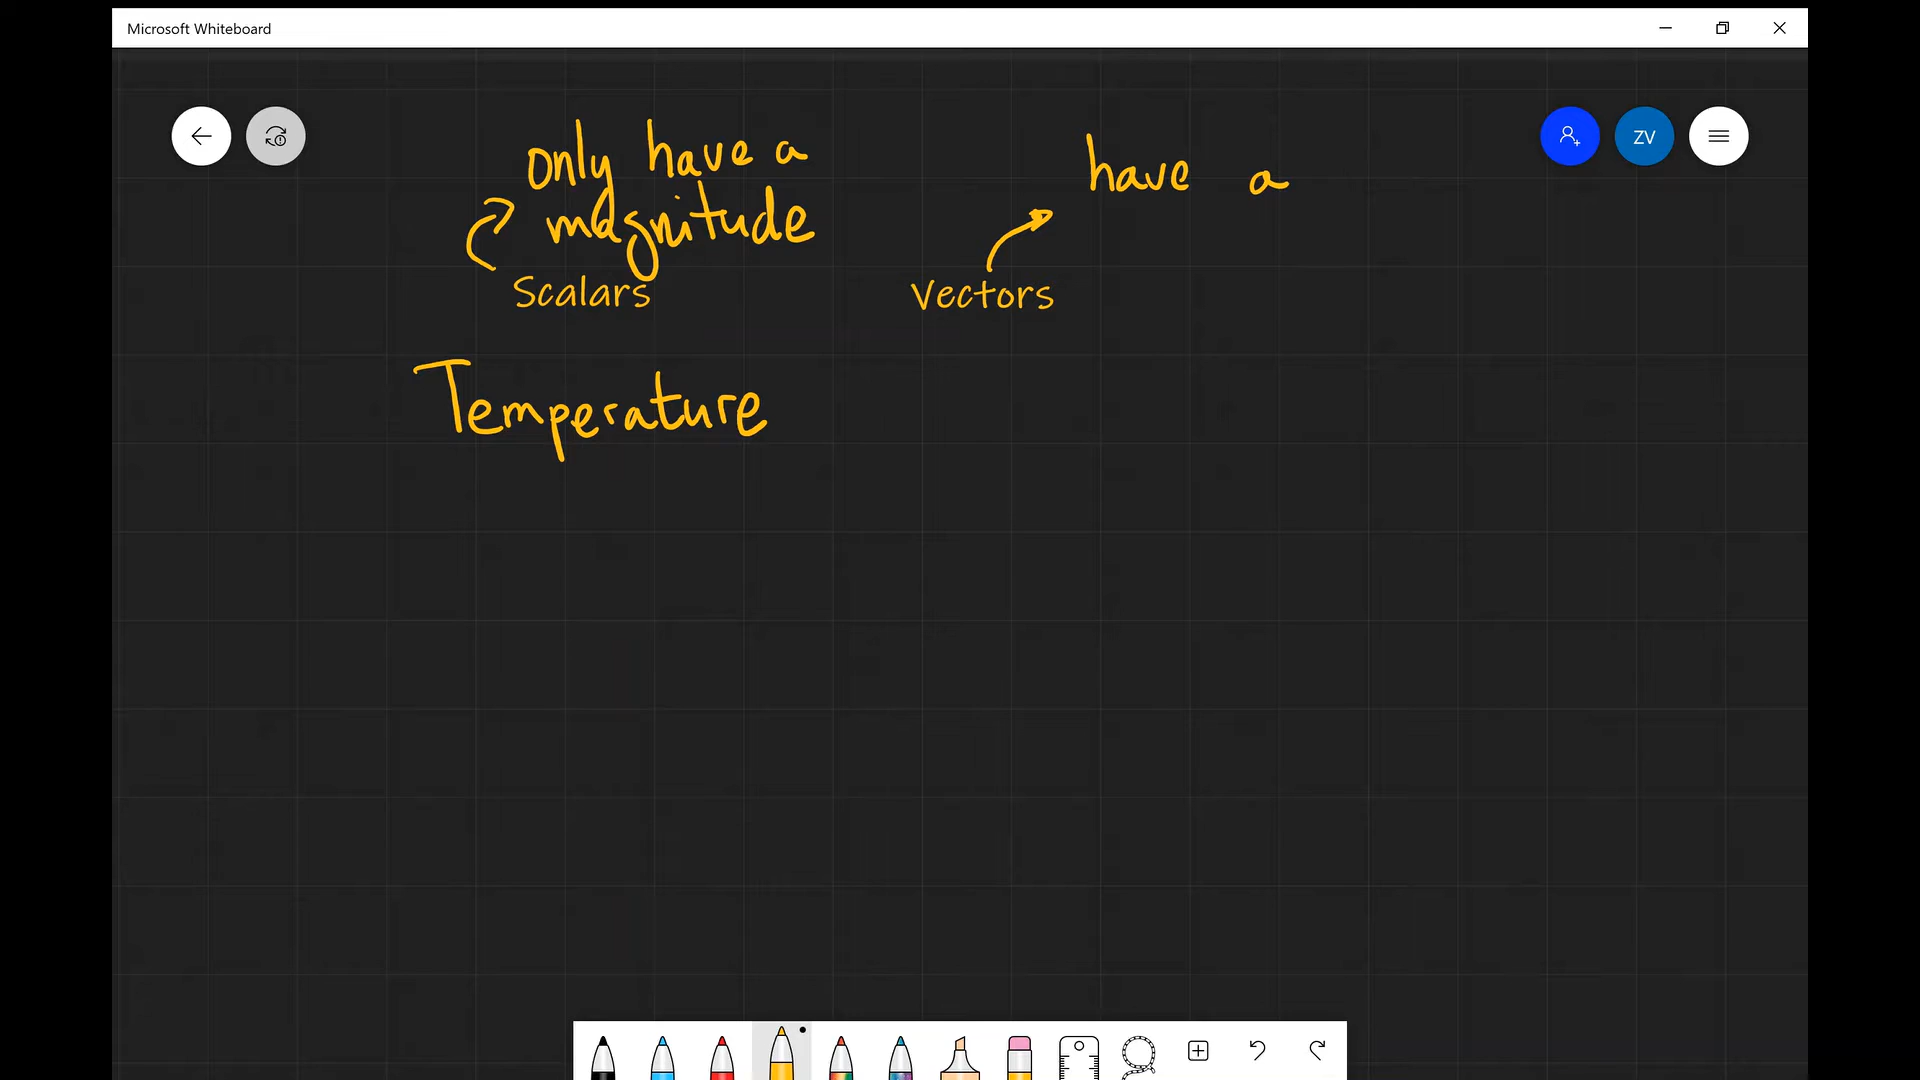 Microsoft Whiteboard
ZV
only have a
magnitude
have a
Scalars
Vectors
Temperature